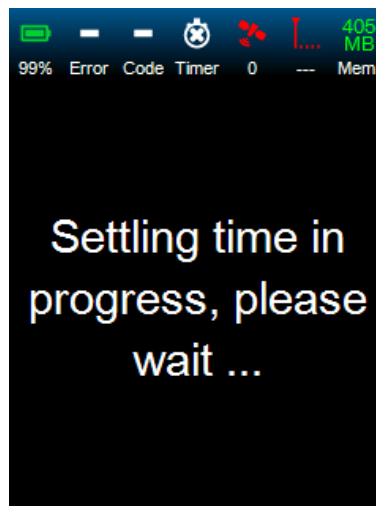 405
MB
99% Error Code Timer 0 --- Mem
Settling time in
progress, please
wait ...